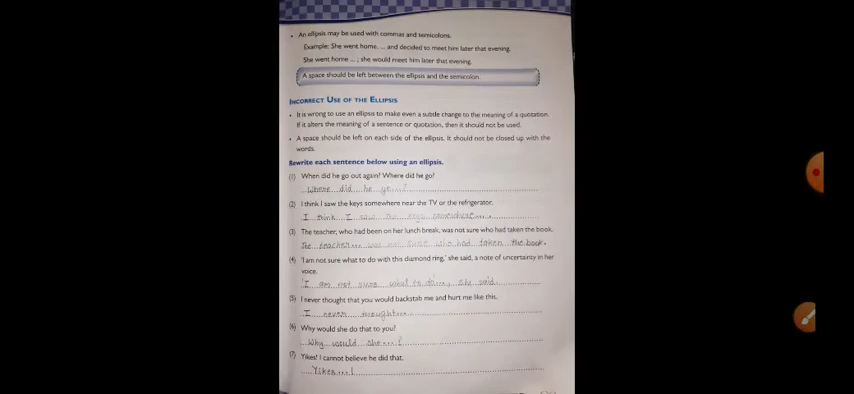 • An ellipsis may be used with commas and semicolons.
Example: She went home, ... and decided to meet him later that evening.
She went home ... ; she would meet him later that evening.
A space should be left between the ellipsis and the semicolon.
INCORRECT USE OF THE ELLIPSIS
• It is wrong to use an ellipsis to make even a subtle change to the meaning of a quotation.
If it alters the meaning of a sentence or quotation, then it should not be used.
• A space should be left on each side of the ellipsis. It should not be closed up with the
words.
Rewrite each sentence below using an ellipsis.
(1) When did he go out again? Where did he go?
Where did he go...?
(2) I think I saw the keys somewhere near the TV or the refrigerator.
I think I saw the keys somewhere....
(3) The teacher, who had been on her lunch break, was not sure who had taken the book.
The teacher... was not sure who had taken the book.
(4) 'I am not sure what to do with this diamond ring,' she said, a note of uncertainty in her
voice.
'I am not sure what to do'..., she said.
(5) I never thought that you would backstab me and hurt me like this.
I never thought...
(6) Why would she do that to you?
Why would she...?
(7) Yikes! I cannot believe he did that.
Yikes...!